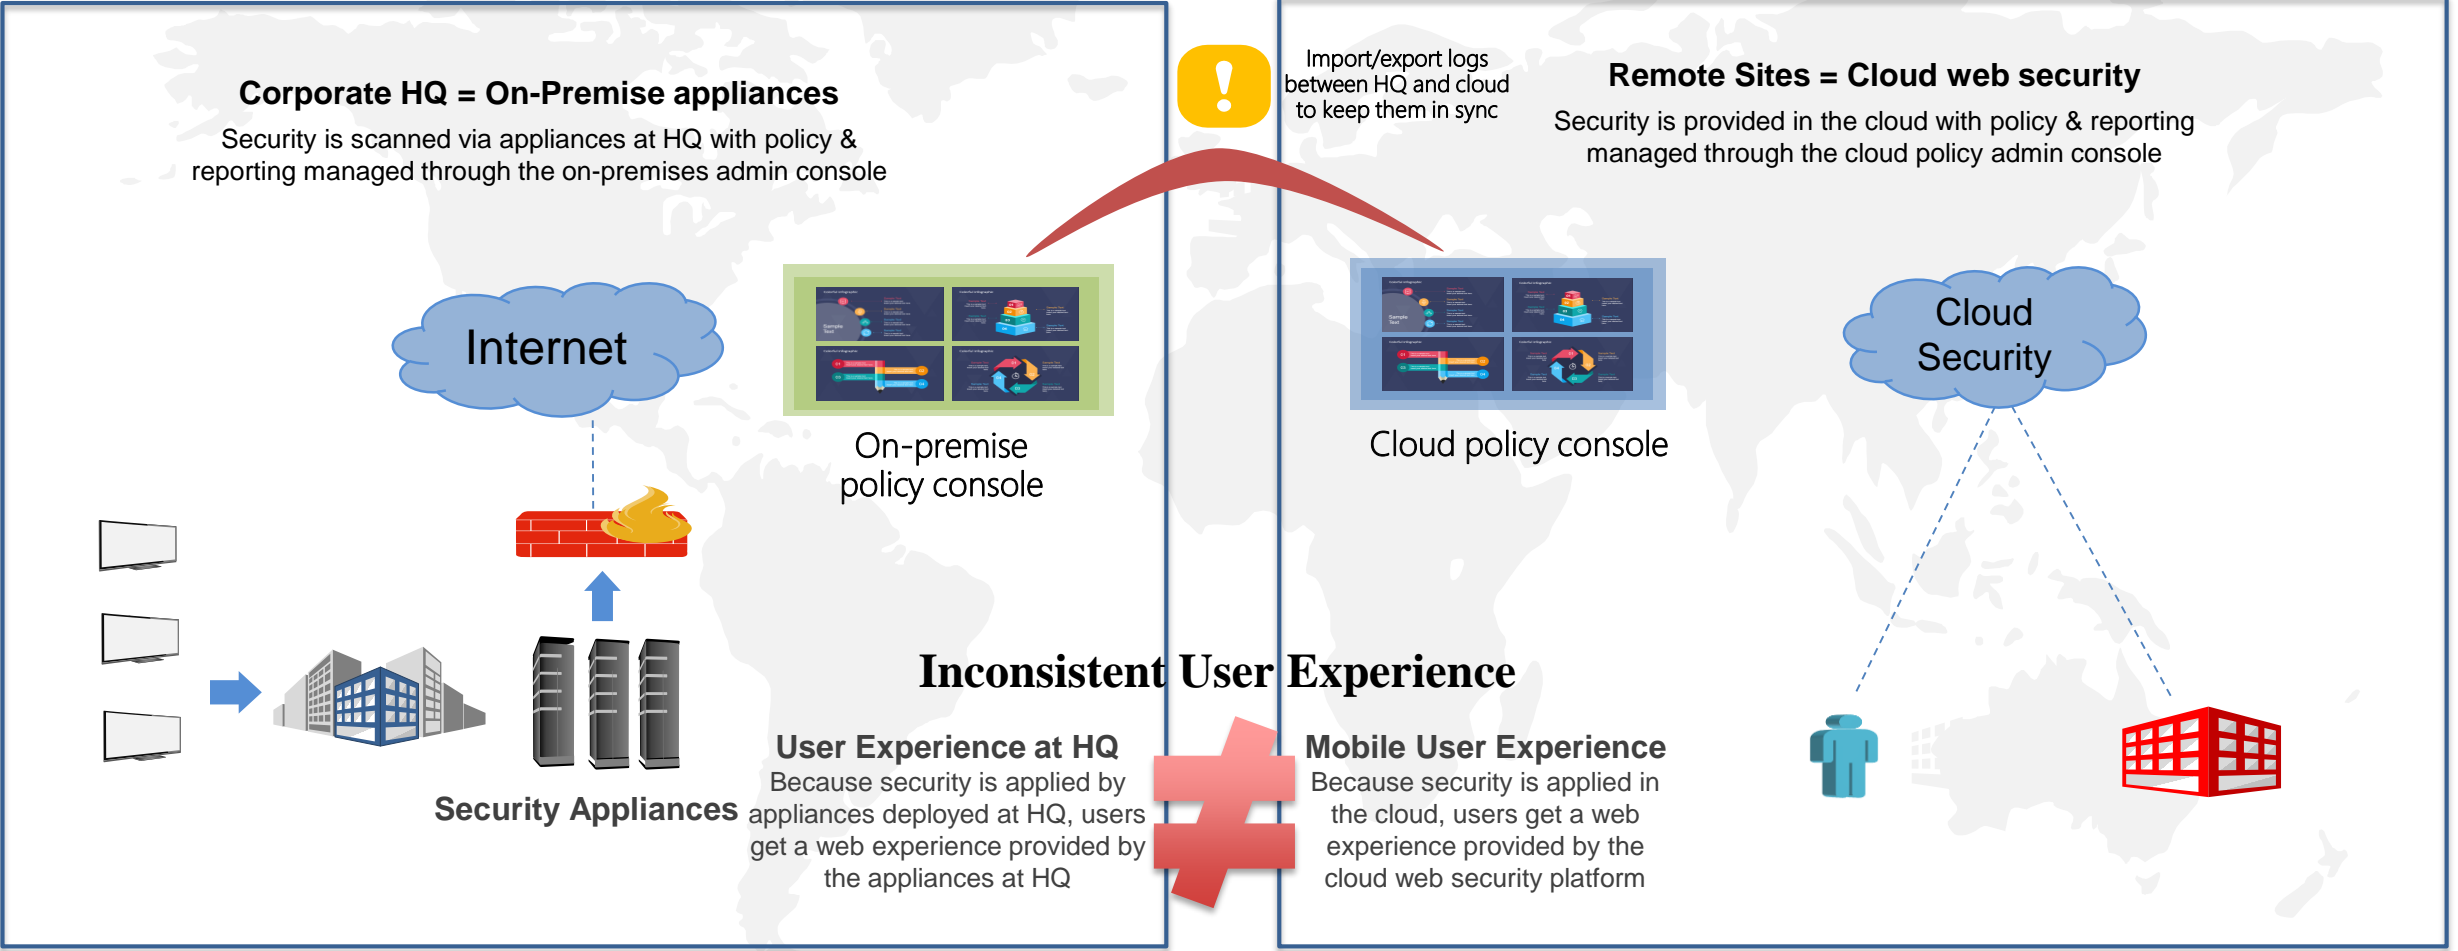 Corporate HQ = On-Premise appliances
Security is scanned via appliances at HQ with policy &
reporting managed through the on-premises admin console
Import/export logs
between HQ and cloud
to keep them in sync
Remote Sites = Cloud web security
Security is provided in the cloud with policy & reporting
managed through the cloud policy admin console
Internet
On-premise
policy console
Cloud policy console
Cloud
Security
Security Appliances
Inconsistent User Experience
User Experience at HQ
Because security is applied by
appliances deployed at HQ, users
get a web experience provided by
the appliances at HQ
Mobile User Experience
Because security is applied in
the cloud, users get a web
experience provided by the
cloud web security platform